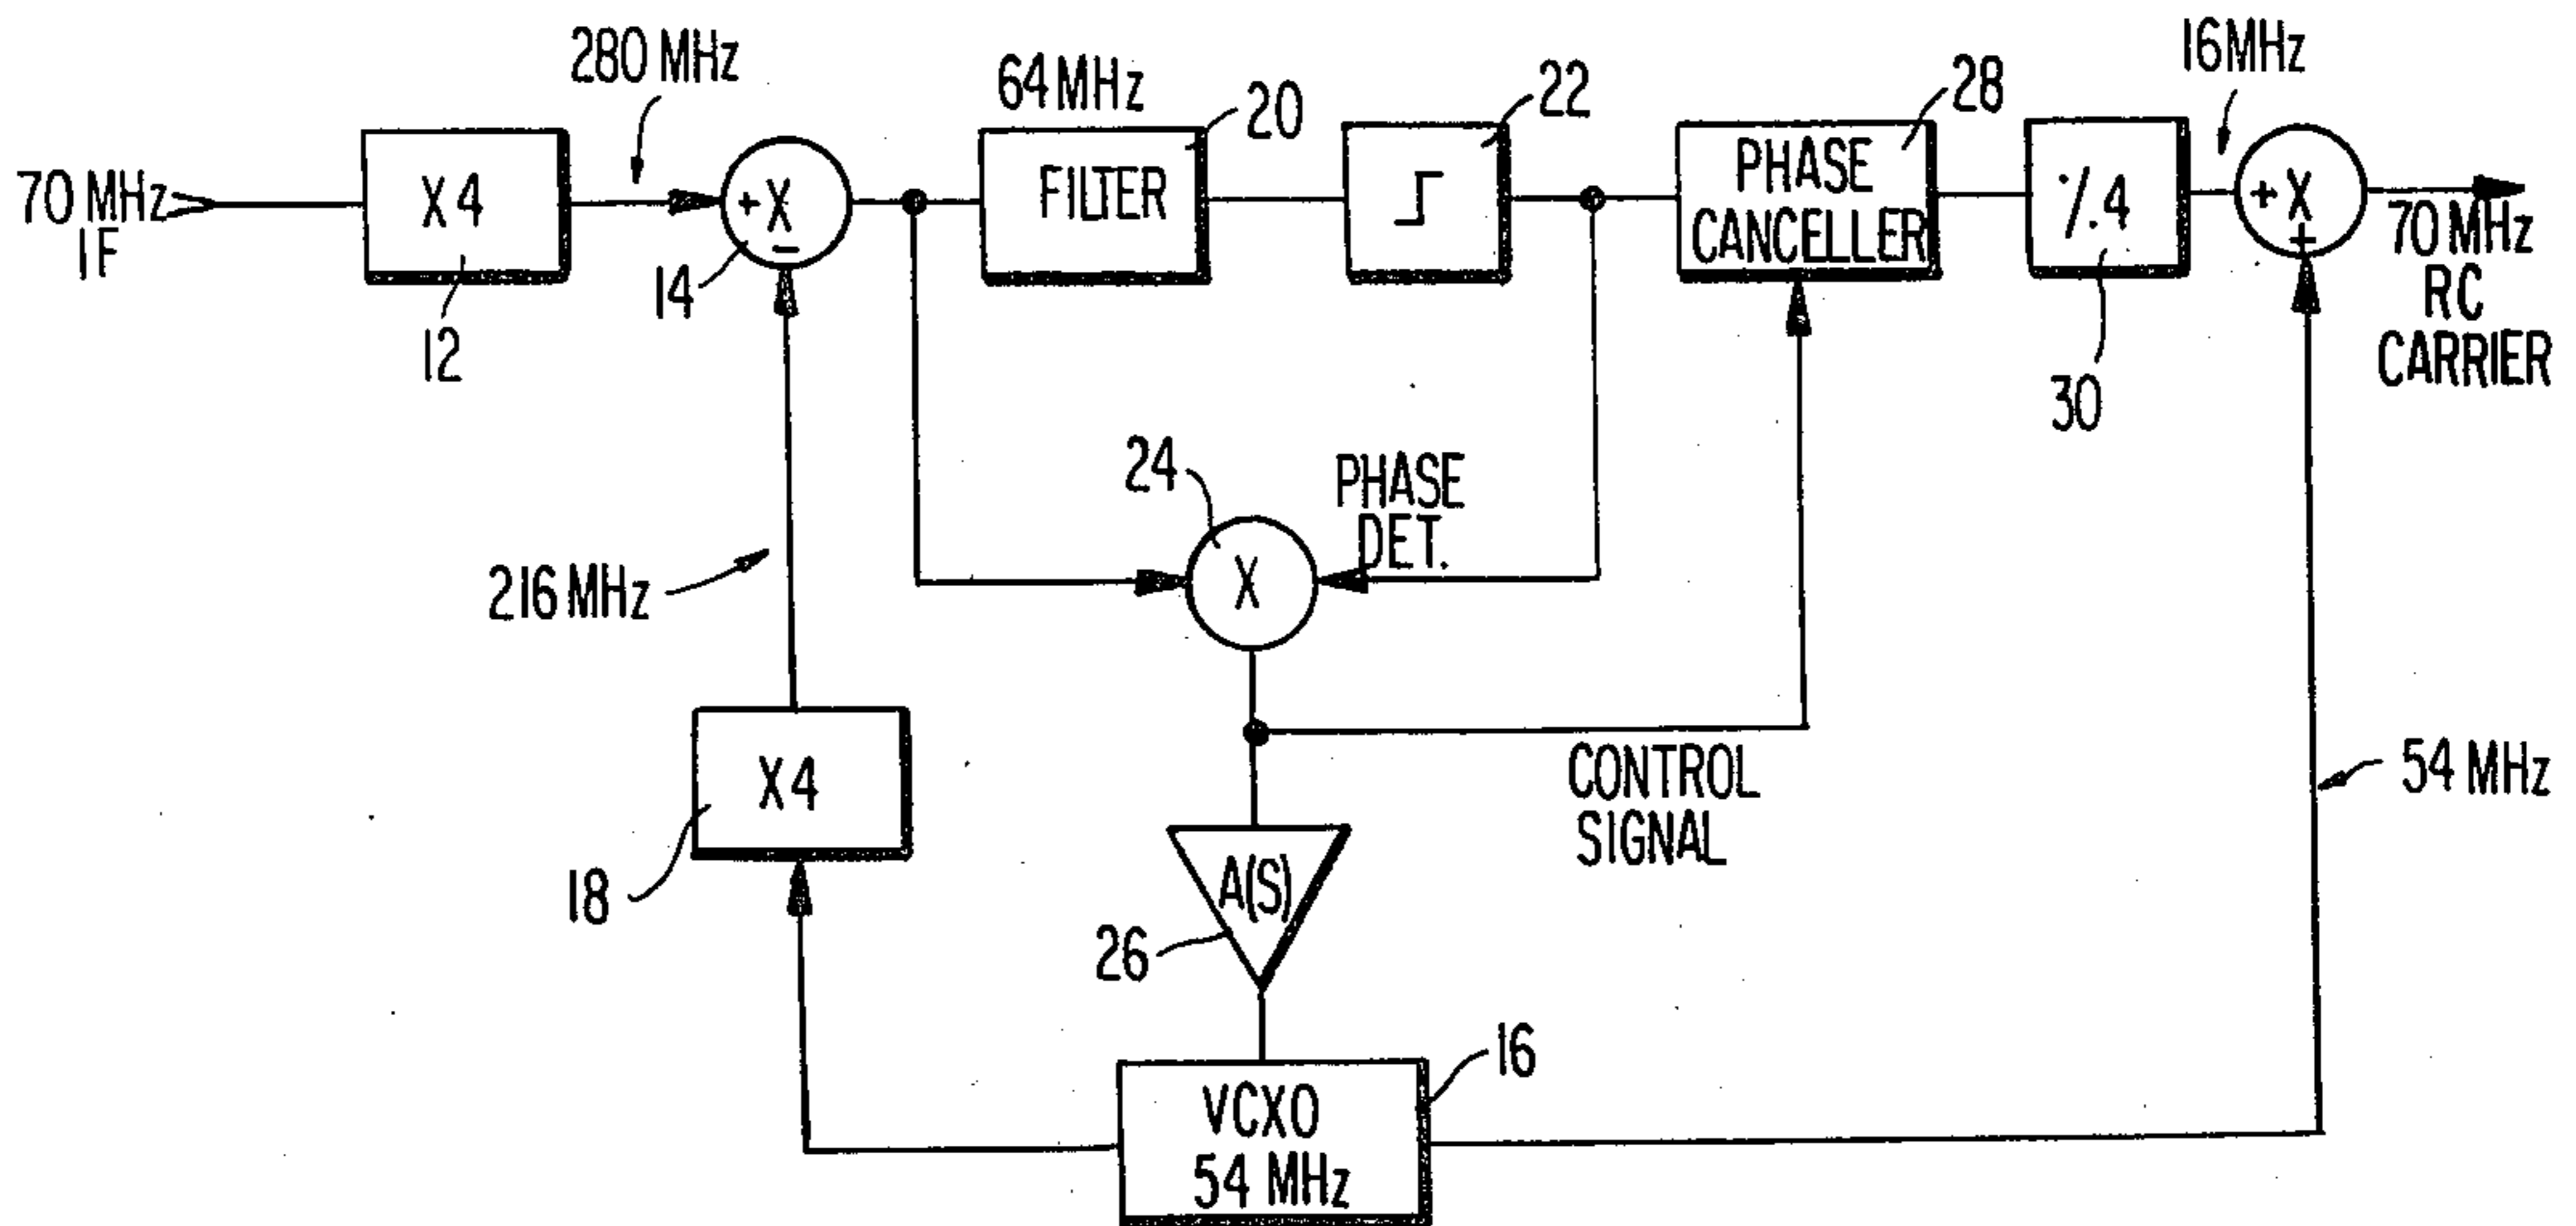 280 MHz
16 MHz
64 MHz
20
22
28
70 MHz
IF
X4
+ X
−
FILTER
PHASE
CANCELLER
./.4
+ X
+
70 MHz
RC
CARRIER
12
14
30
24
PHASE
DET.
X
216 MHz
54 MHz
CONTROL
SIGNAL
X4
18
A(S)
26
16
VCXO
54 MHz